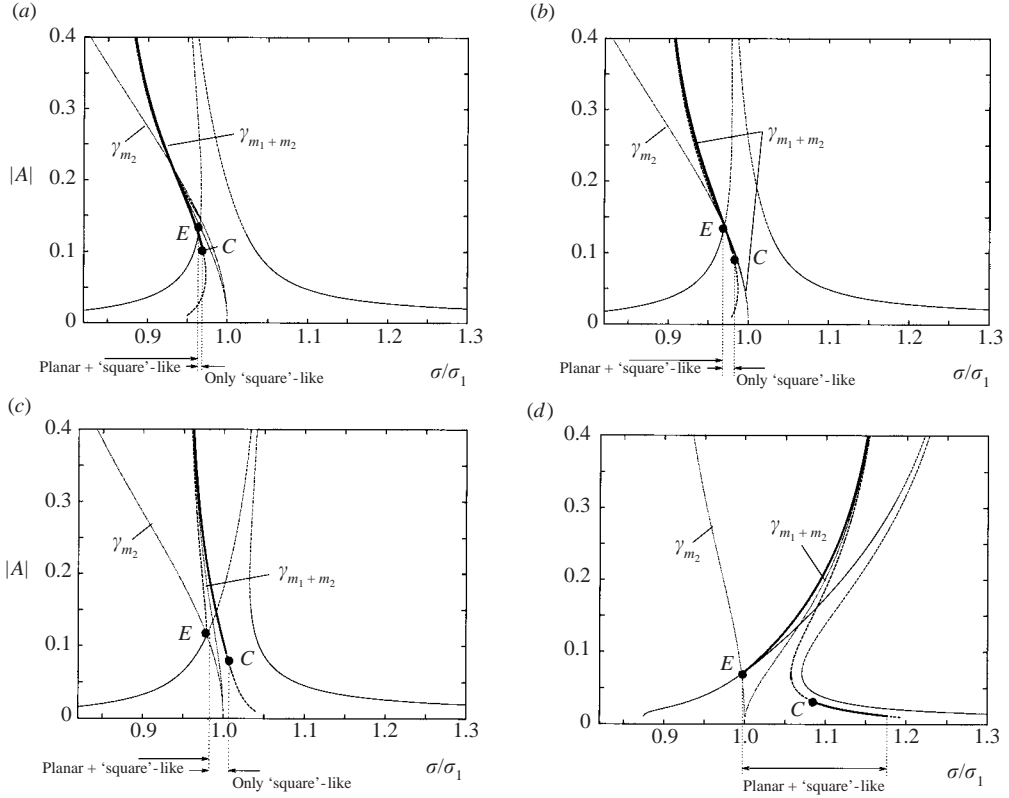 (a)
0.4
0.3
0.2
0.1
0
|A|
γm2
γm1 + m2
E
C
0.9 1.0 1.1 1.2 1.3
Planar + ‘square’-like
Only ‘square’-like
σ/σ1
(b)
0.4
0.3
0.2
0.1
0
γm2
γm1 + m2
E
C
0.9 1.0 1.1 1.2 1.3
Planar + ‘square’-like
Only ‘square’-like
σ/σ1
(c)
0.4
0.3
0.2
0.1
0
|A|
γm2
γm1 + m2
E
C
0.9 1.0 1.1 1.2 1.3
Planar + ‘square’-like
Only ‘square’-like
σ/σ1
(d)
0.4
0.3
0.2
0.1
0
γm2
γm1 + m2
E
C
0.9 1.0 1.1 1.2 1.3
Planar + ‘square’-like
σ/σ1